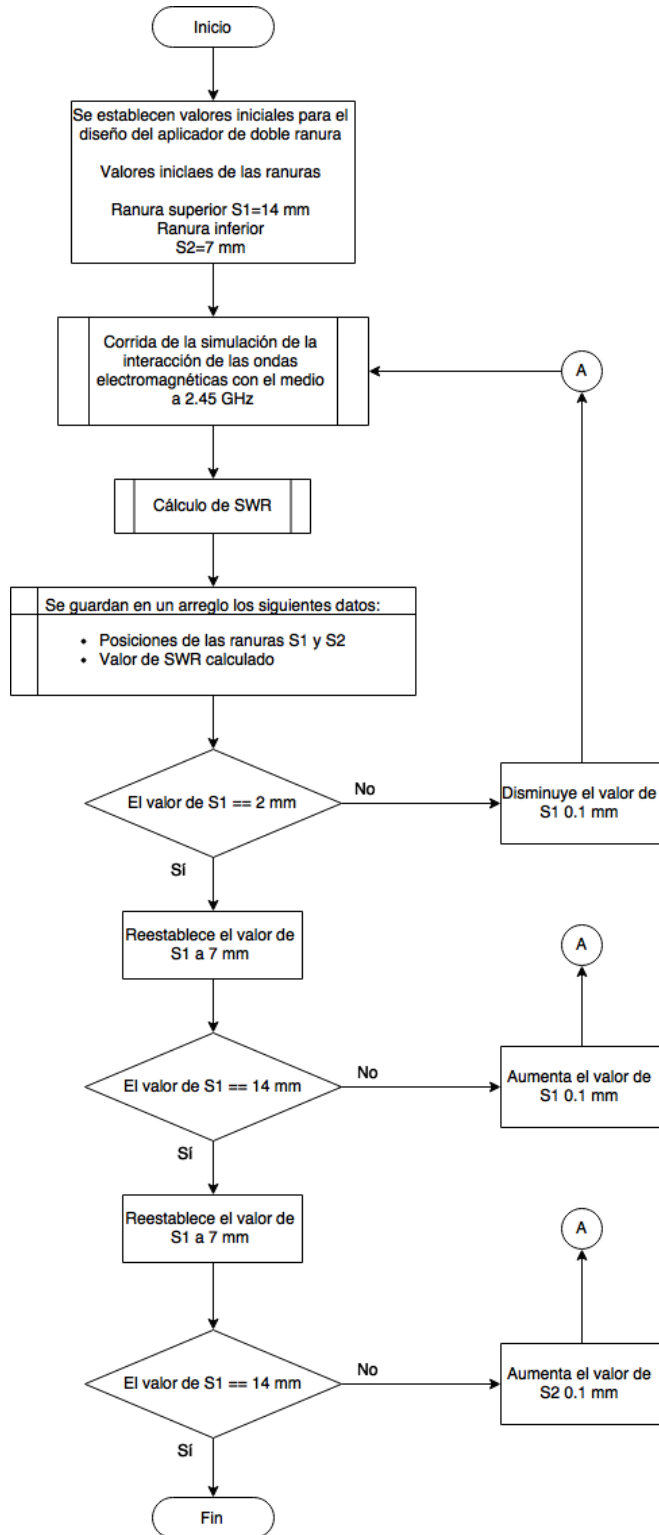 Inicio
Se establecen valores iniciales para el
diseño del aplicador de doble ranura
Valores iniclaes de las ranuras
Ranura superior S1=14 mm
Ranura inferior
S2=7 mm
Corrida de la simulación de la
interacción de las ondas
electromagnéticas con el medio
a 2.45 GHz
A
Cálculo de SWR
Se guardan en un arreglo los siguientes datos:
• Posiciones de las ranuras S1 y S2
• Valor de SWR calculado
El valor de S1 == 2 mm
No
Disminuye el valor de
S1 0.1 mm
Sí
Reestablece el valor de
S1 a 7 mm
A
El valor de S1 == 14 mm
No
Aumenta el valor de
S1 0.1 mm
Sí
Reestablece el valor de
S1 a 7 mm
A
El valor de S1 == 14 mm
No
Aumenta el valor de
S2 0.1 mm
Sí
Fin